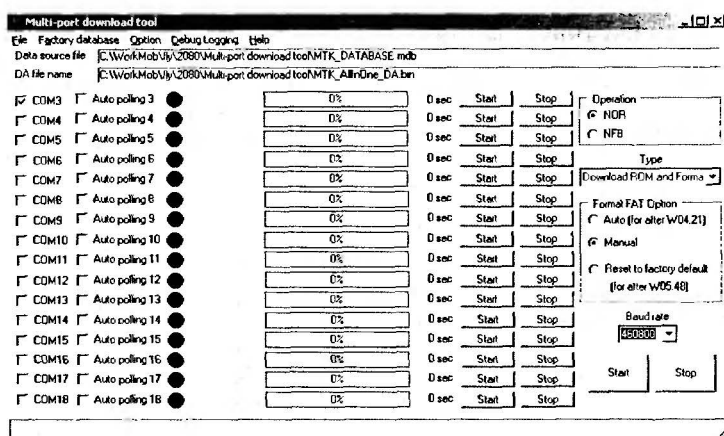 Multi-port download tool
File Factory database Option Debug Logging Help
Data source file C:\WorkMob\Fly\2080\Multi-port download tool\MTK_DATABASE.mdb
DA file name C:\WorkMob\Fly\2080\Multi-port download tool\MTK_AllInOne_DA.bin
COM3 Auto polling 3 0% 0 sec Start Stop Operation
NOR
COM4 Auto polling 4 0% 0 sec Start Stop
COM5 Auto polling 5 0% 0 sec Start Stop NFB
COM6 Auto polling 6 0% 0 sec Start Stop Type
COM7 Auto polling 7 0% 0 sec Start Stop Download ROM and Forma
COM8 Auto polling 8 0% 0 sec Start Stop Format FAT Option
COM9 Auto polling 9 0% 0 sec Start Stop Auto (for after W04.21)
COM10 Auto polling 10 0% 0 sec Start Stop Manual
COM11 Auto polling 11 0% 0 sec Start Stop
COM12 Auto polling 12 0% 0 sec Start Stop Reset to factory default
COM13 Auto polling 13 0% 0 sec Start Stop (for after W05.48)
COM14 Auto polling 14 0% 0 sec Start Stop Baud rate
COM15 Auto polling 15 0% 0 sec Start Stop 460800
COM16 Auto polling 16 0% 0 sec Start Stop
COM17 Auto polling 17 0% 0 sec Start Stop Start Stop
COM18 Auto polling 18 0% 0 sec Start Stop